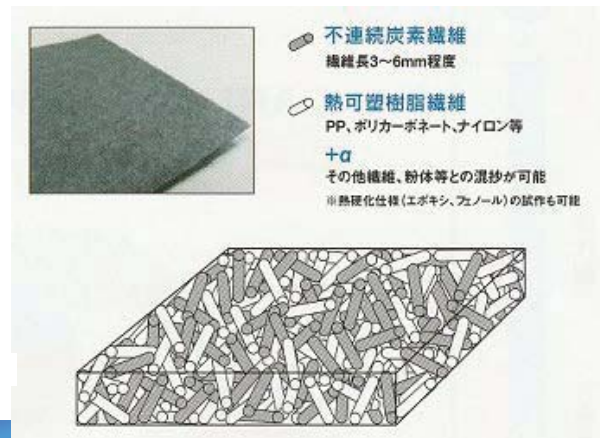 不連続炭素繊維
繊維長3〜6mm程度
熱可塑樹脂繊維
PP、ポリカーボネート、ナイロン等
+α
その他繊維、粉体等との混抄が可能
※熱硬化仕様(エポキシ、フェノール)の試作も可能